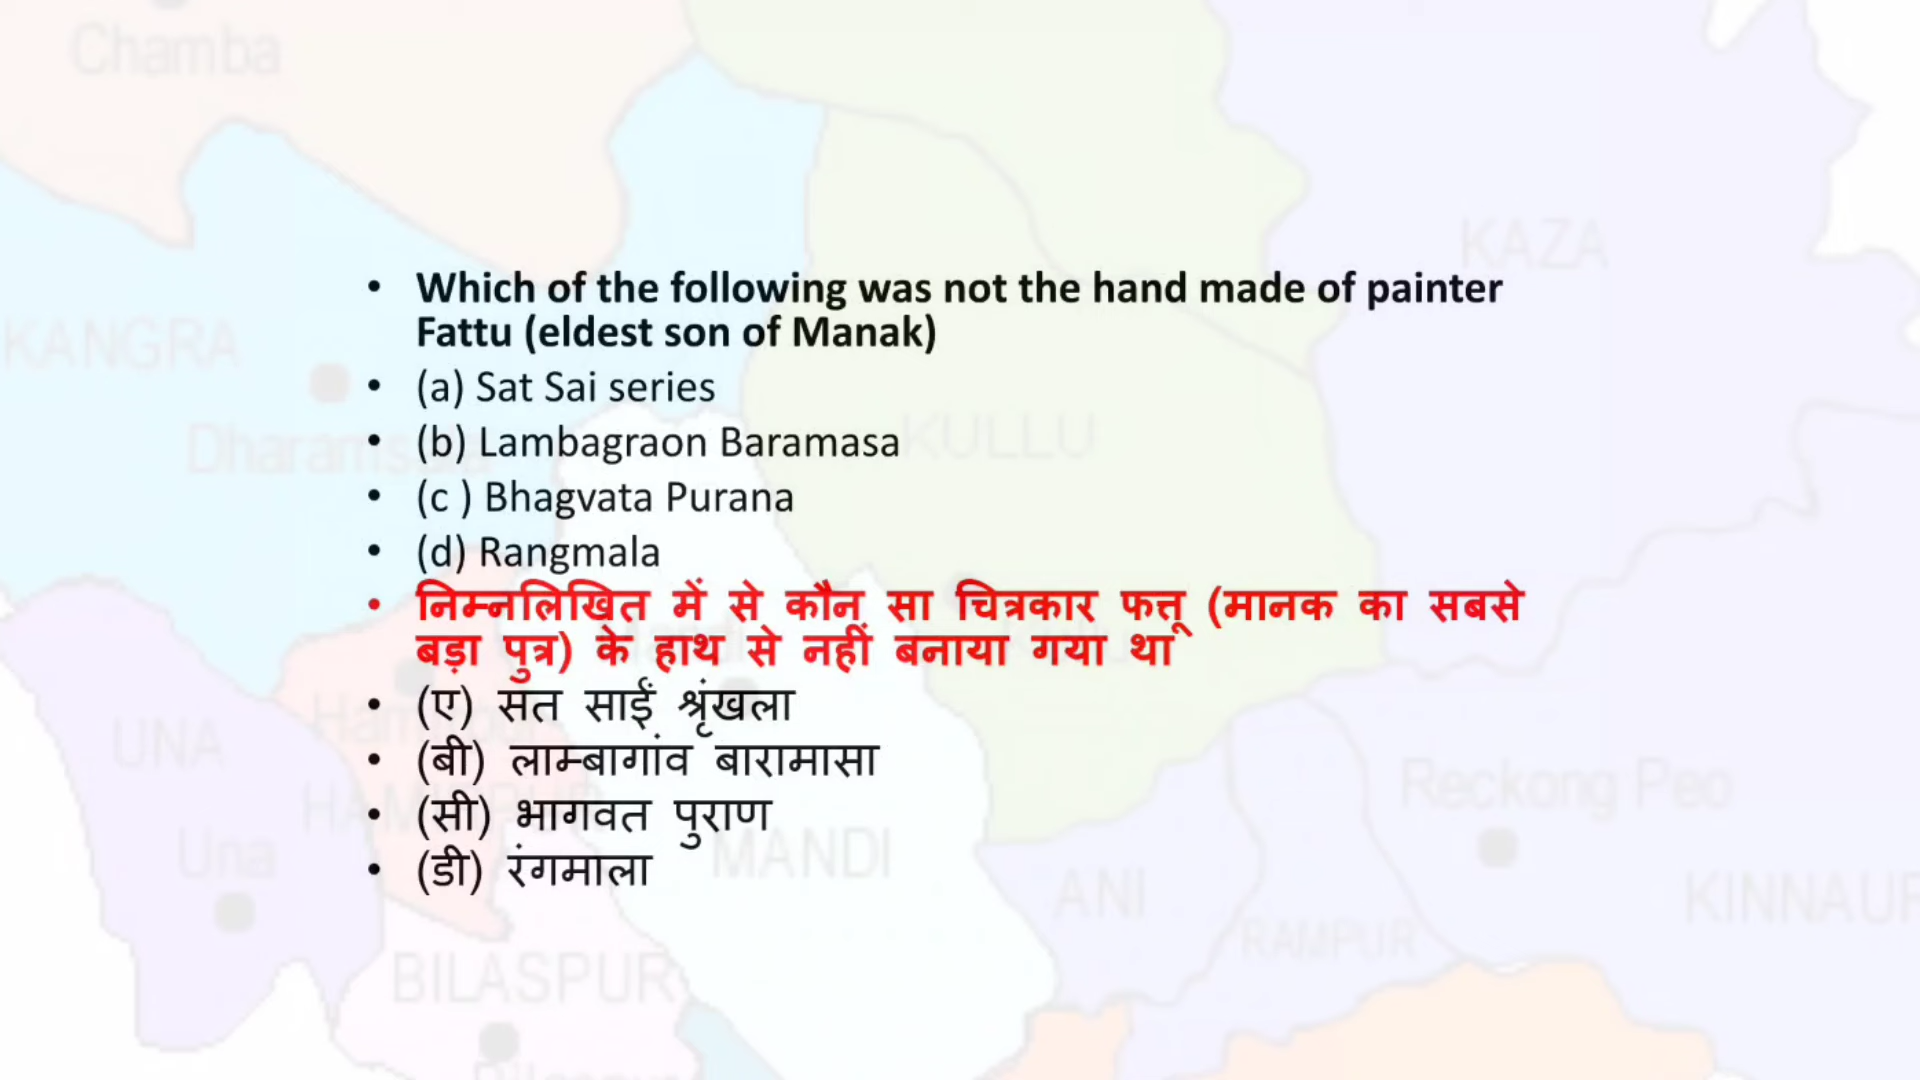 Chamba
KAZA
KANGRA
• Which of the following was not the hand made of painter
Fattu (eldest son of Manak)
• (a) Sat Sai series
Dharamsala
• (b) Lambagraon Baramasa
KULLU
• (c ) Bhagvata Purana
• (d) Rangmala
• निम्नलिखित में से कौन सा चित्रकार फत्तू (मानक का सबसे
बड़ा पुत्र) के हाथ से नहीं बनाया गया था
• (ए) सत साईं श्रृंखला
• (बी) लाम्बागांव बारामासा
• (सी) भागवत पुराण
• (डी) रंगमाला
UNA
Una
HAMIRPUR
MANDI
Reckong Peo
ANI
RAMPUR
KINNAUR
BILASPUR